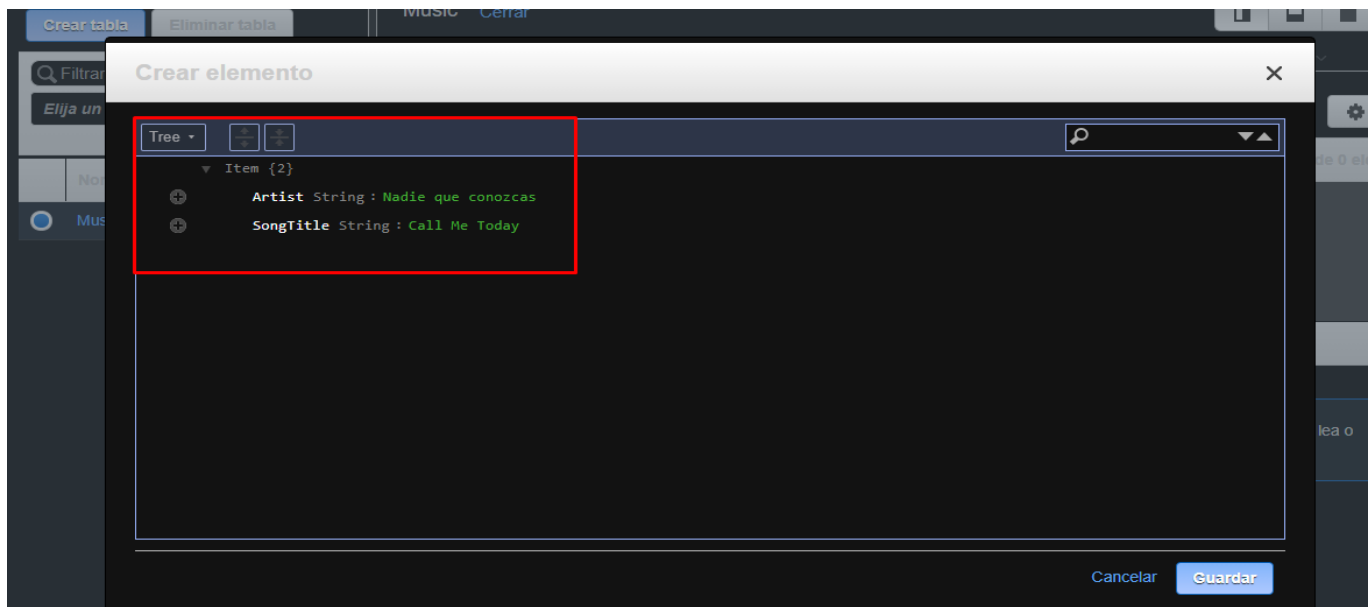 Crear tabla Eliminar tabla Music Cerrar
Filtrar
Elija un
Nor
Mus
Crear elemento
Tree
Item {2}
Artist String : Nadie que conozcas
SongTitle String : Call Me Today
de 0 ele
lea o
Cancelar Guardar